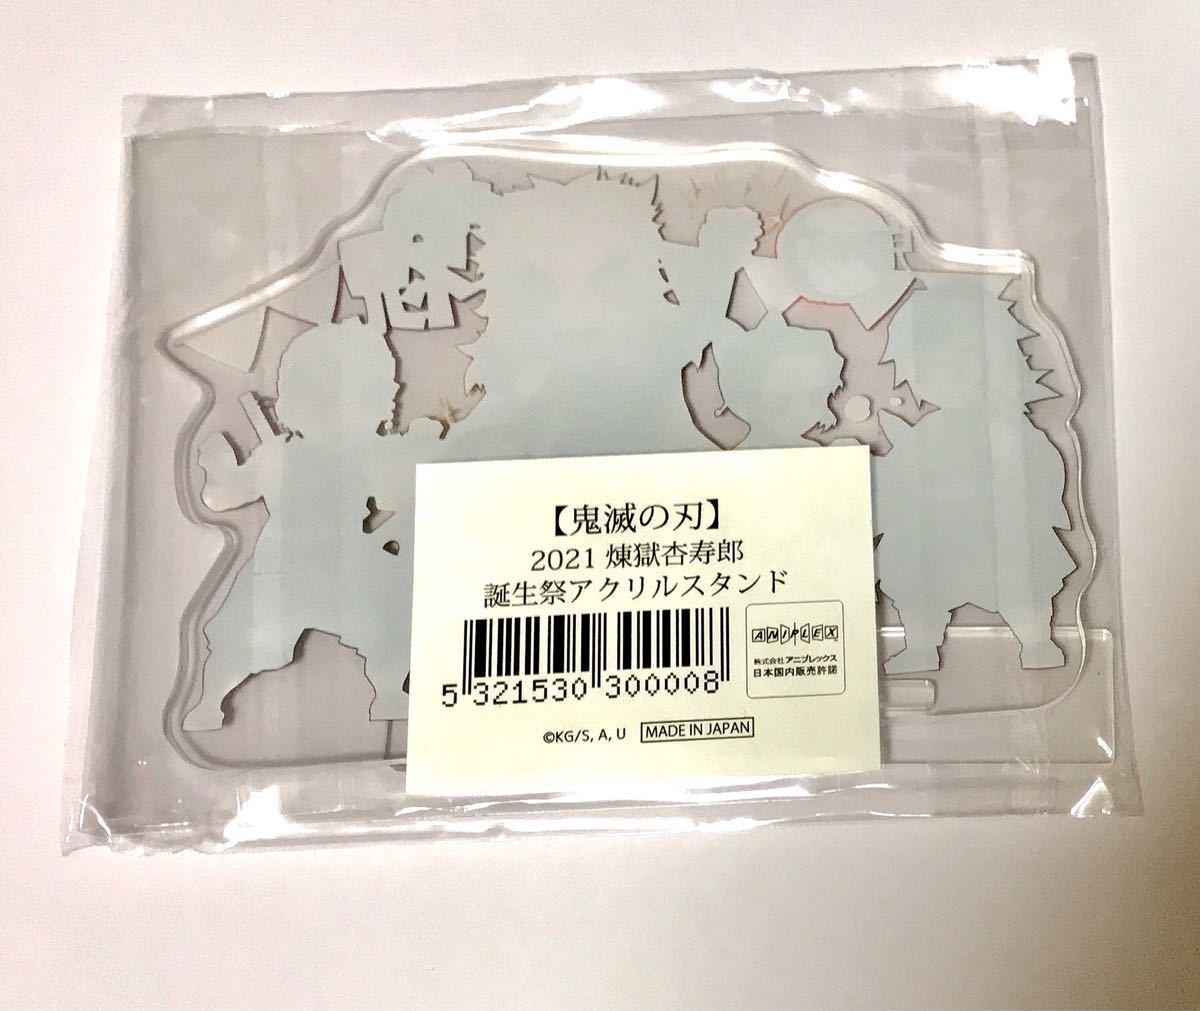 【鬼滅の刃】
2021 煉獄杏寿郎
誕生祭アクリルスタンド
5 321530 300008
ANIPLEX
株式会社 アニプレックス
日本国内販売許諾
©KG/S, A, U
MADE IN JAPAN